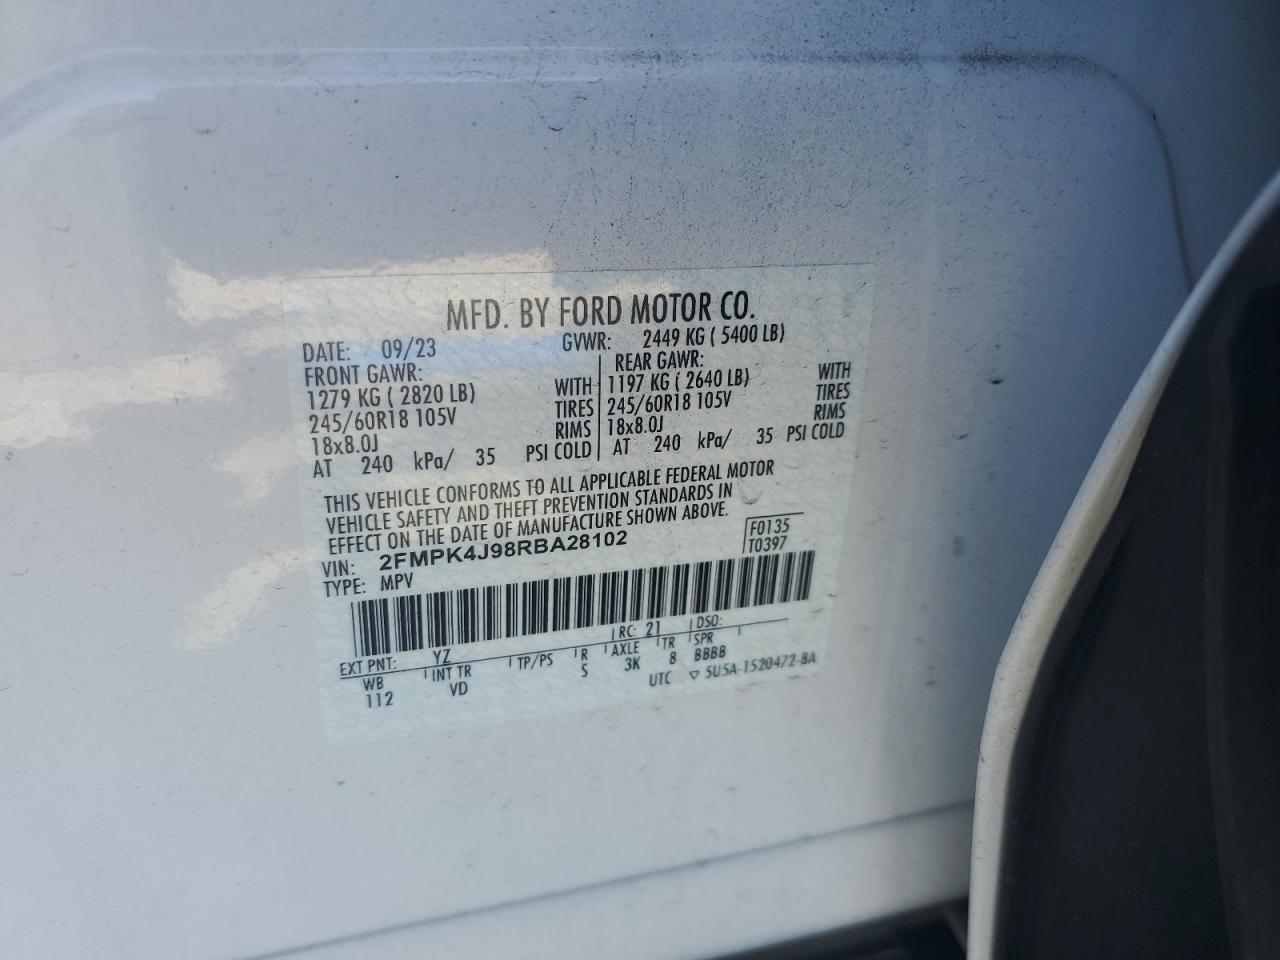 MFD. BY FORD MOTOR CO.
DATE: 09/23 GVWR: 2449 KG ( 5400 LB)
FRONT GAWR: REAR GAWR:
1279 KG ( 2820 LB) WITH 1197 KG ( 2640 LB) WITH
245/60R18 105V TIRES 245/60R18 105V TIRES
18x8.0J RIMS 18x8.0J RIMS
AT 240 kPa/ 35 PSI COLD AT 240 kPa/ 35 PSI COLD
THIS VEHICLE CONFORMS TO ALL APPLICABLE FEDERAL MOTOR
VEHICLE SAFETY AND THEFT PREVENTION STANDARDS IN
EFFECT ON THE DATE OF MANUFACTURE SHOWN ABOVE.
VIN: 2FMPK4J98RBA28102 F0135
TYPE: MPV T0397
EXT PNT: YZ RC: 21 DSO:
WB INT TR TP/PS R AXLE TR SPR
112 VD S 3K 8 BBBB
UTC ▽ 5U5A-1520472-BA